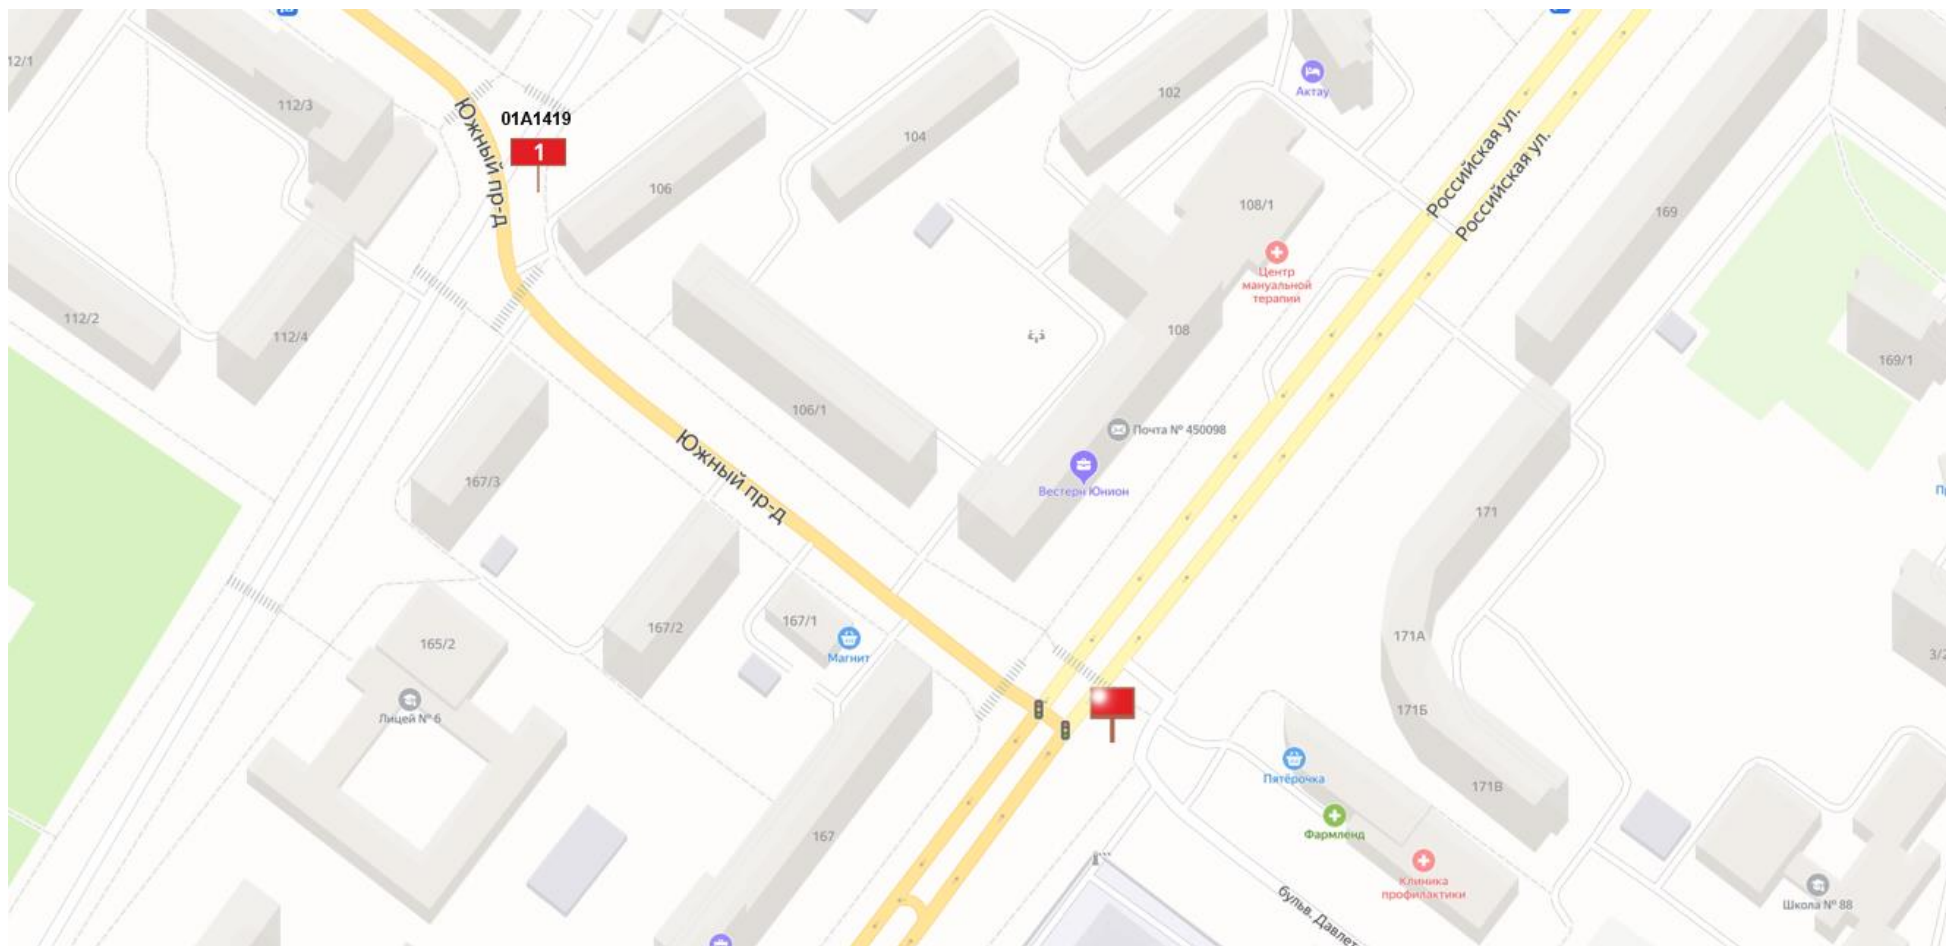 12/1
112/3
01А1419
1
Южный пр-д
106
104
102
Актау
108/1
Центр
мануальной
терапии
Российская ул.
Российская ул.
169
169/1
112/2
112/4
108
106/1
Почта № 450098
Вестерн Юнион
167/3
Южный пр-д
171
167/1
167/2
Магнит
165/2
Лицей № 6
171А
171Б
171В
Пятёрочка
Фармленд
Клиника
профилактики
167
бульв. Давлет
Школа № 88